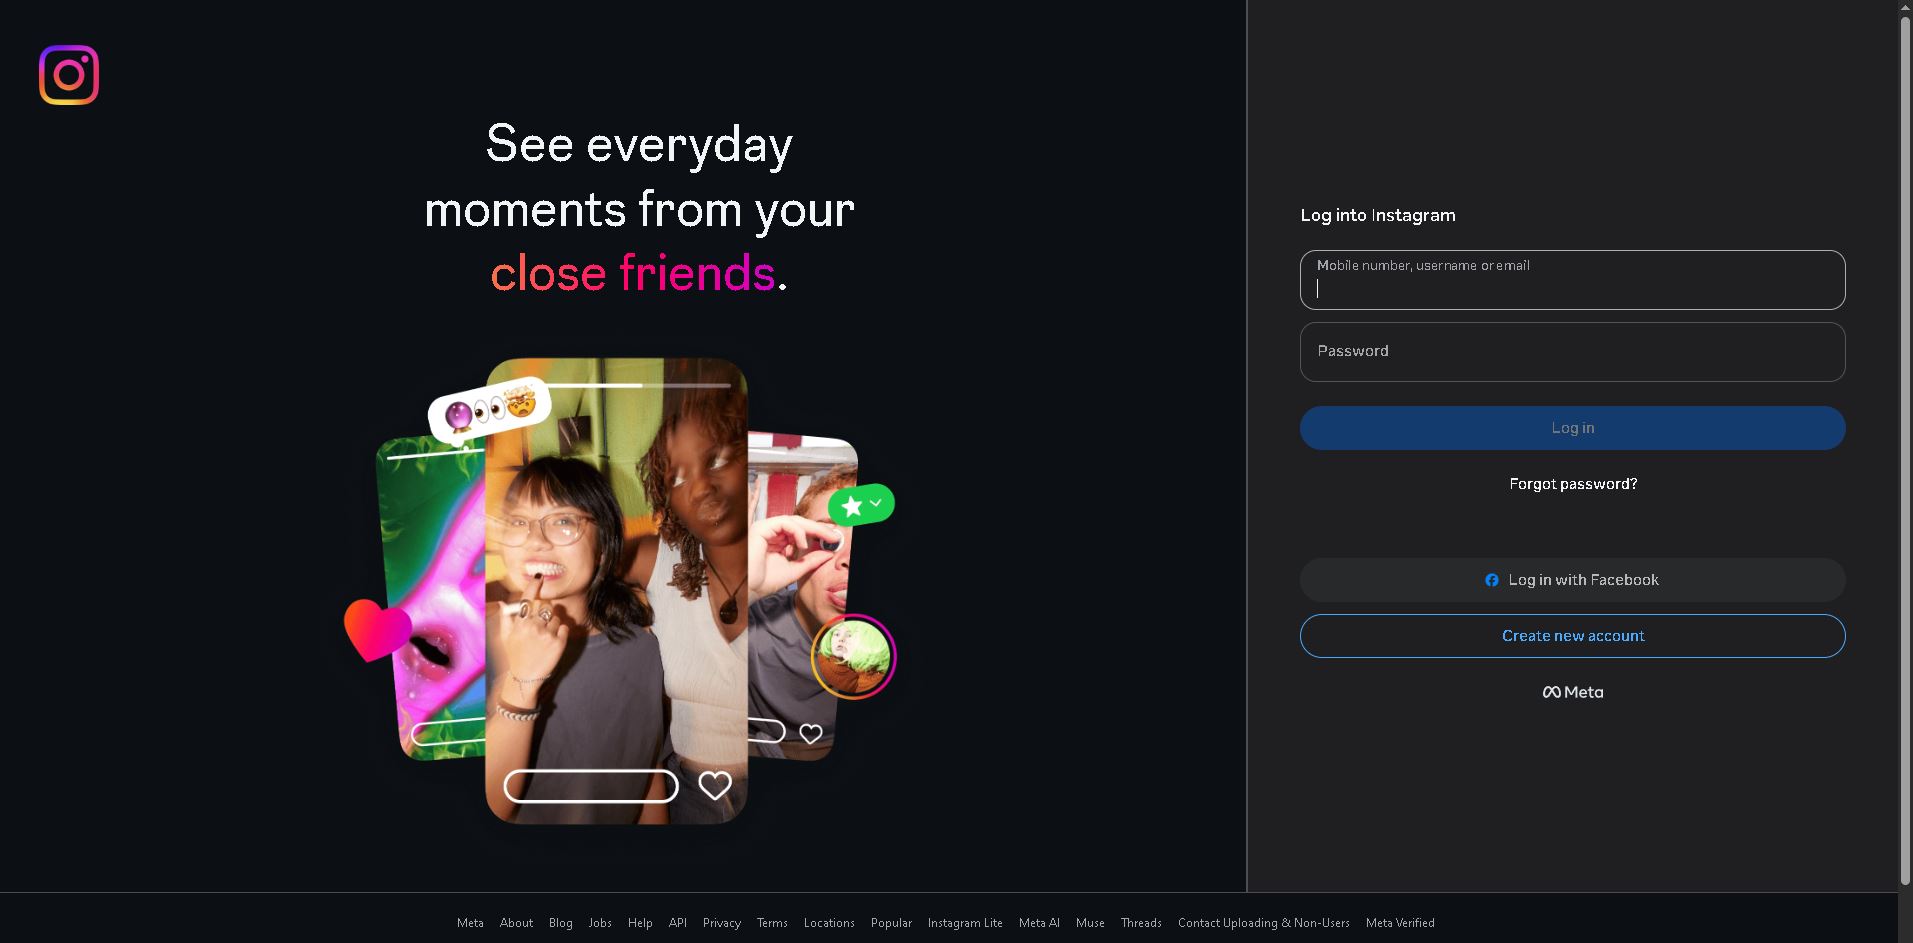 See everyday
moments from your
close friends.
Log into Instagram
Mobile number, username or email
Password
Log in
Forgot password?
Log in with Facebook
Create new account
Meta
Meta About Blog Jobs Help API Privacy Terms Locations Popular Instagram Lite Meta AI Muse Threads Contact Uploading & Non-Users Meta Verified